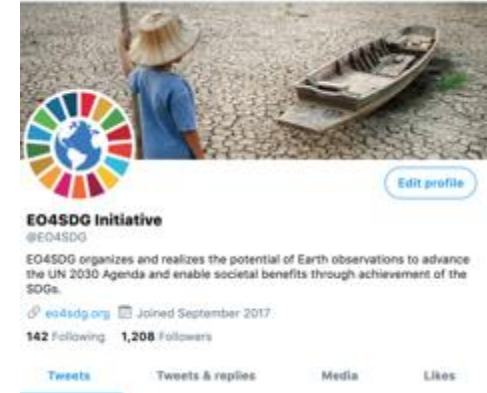 Edit profile
EO4SDG Initiative
@EO4SDG
EO4SDG organizes and realizes the potential of Earth observations to advance
the UN 2030 Agenda and enable societal benefits through achievement of the
SDGs.
eo4sdg.org Joined September 2017
142 Following 1,208 Followers
Tweets Tweets & replies Media Likes